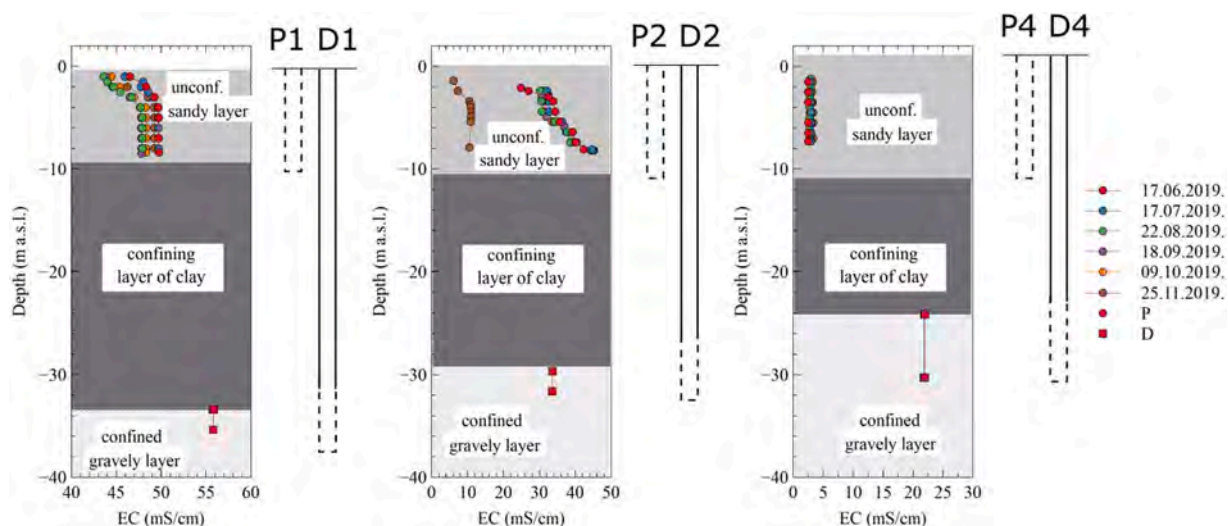 P1 D1
P2 D2
P4 D4
0
−10
−20
−30
−40
Depth (m a.s.l.)
unconf.
sandy layer
confining
layer of clay
confined
gravely layer
40 45 50 55 60
EC (mS/cm)
0
−10
−20
−30
−40
Depth (m a.s.l.)
unconf.
sandy layer
confining
layer of clay
confined
gravely layer
0 10 20 30 40 50
EC (mS/cm)
0
−10
−20
−30
−40
Depth (m a.s.l.)
unconf.
sandy layer
confining
layer of clay
confined
gravely layer
0 5 10 15 20 25 30
EC (mS/cm)
17.06.2019.
17.07.2019.
22.08.2019.
18.09.2019.
09.10.2019.
25.11.2019.
P
D